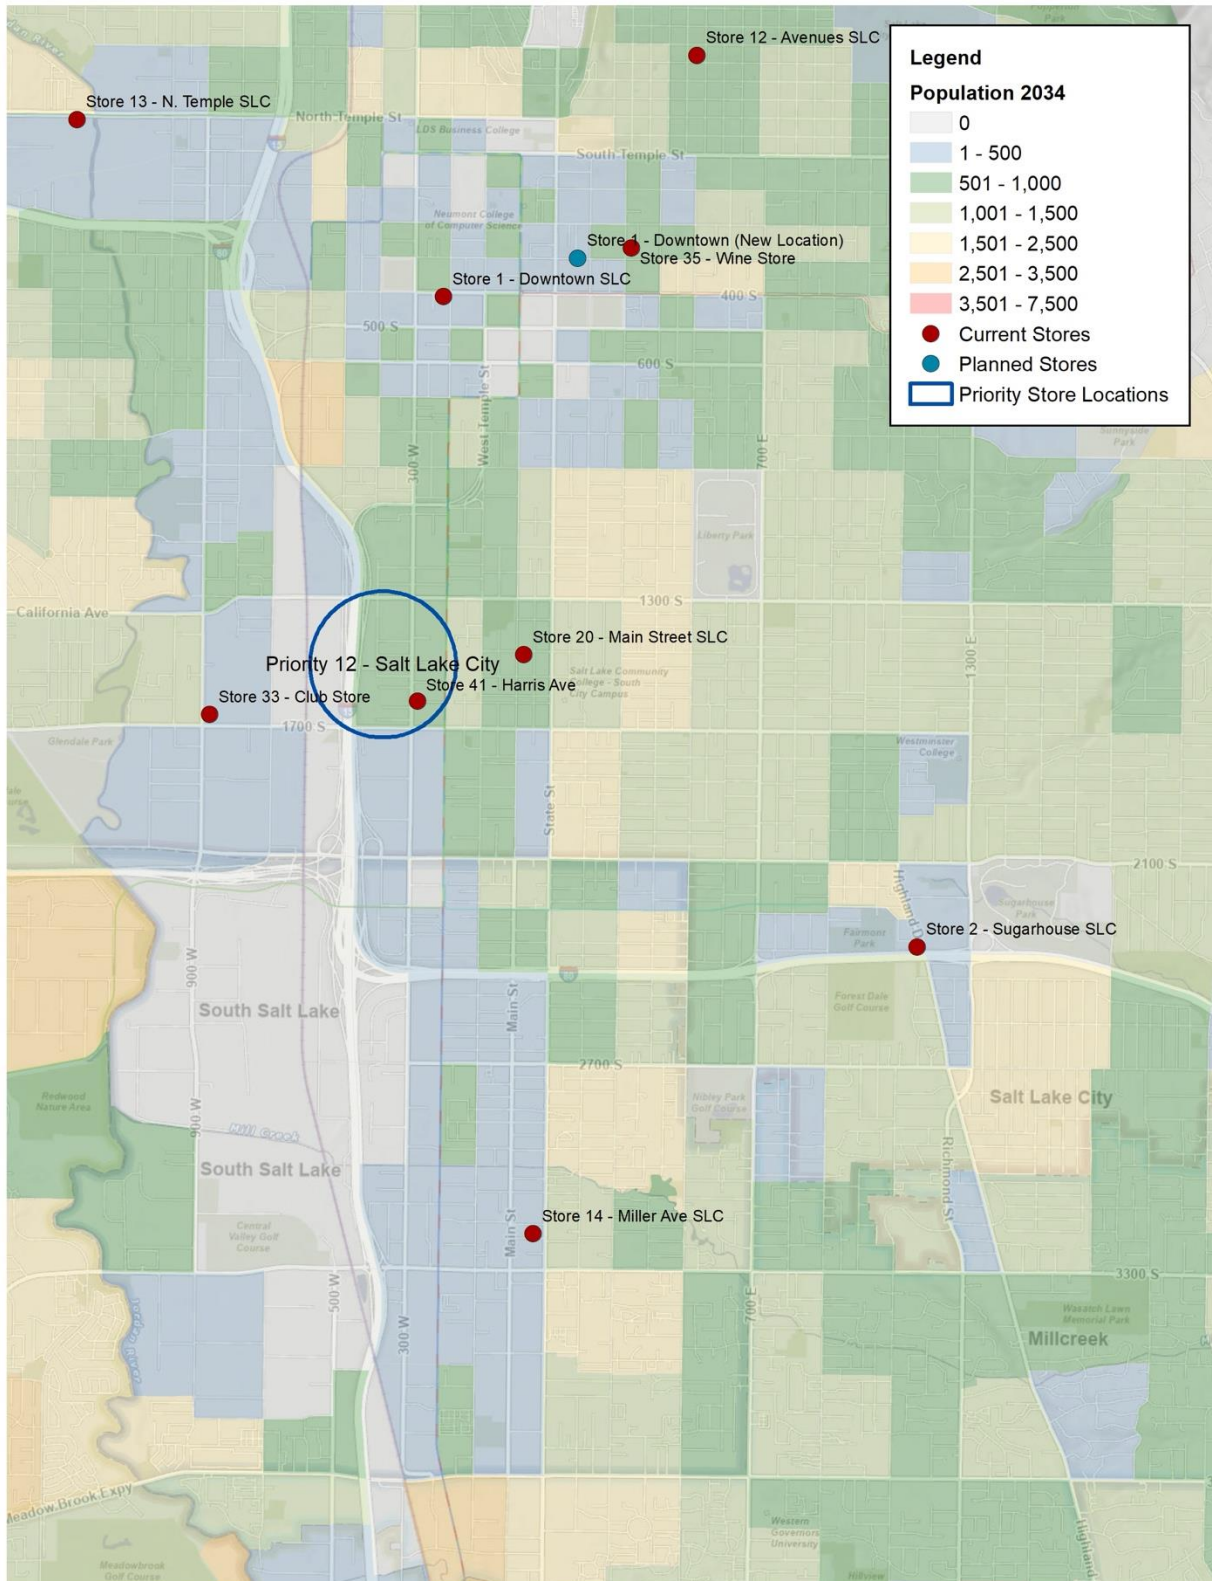 Store 12 - Avenues SLC
Legend
Population 2034
0
1 - 500
501 - 1,000
1,001 - 1,500
1,501 - 2,500
2,501 - 3,500
3,501 - 7,500
Current Stores
Planned Stores
Priority Store Locations
Store 13 - N. Temple SLC
North Temple St
LDS Business College
South Temple St
Neumont College
of Computer Science
Store 1 - Downtown (New Location)
Store 35 - Wine Store
Store 1 - Downtown SLC
400 S
500 S
600 S
West Temple St
300 W
700 E
Sunnyside
Park
Liberty Park
California Ave
1300 S
1300 E
Store 20 - Main Street SLC
Priority 12 - Salt Lake City
Salt Lake Community
College - South
City Campus
Store 41 - Harris Ave
Store 33 - Club Store
1700 S
Glendale Park
Westminster
College
State St
2100 S
Highland D
Sugarhouse
Park
Store 2 - Sugarhouse SLC
Fairmont
Park
900 W
80
South Salt Lake
Main St
Forest Dale
Golf Course
2700 S
Redwood
Nature Area
Nibley Park
Golf Course
Salt Lake City
900 W
Mill Creek
South Salt Lake
Richmond St
Store 14 - Miller Ave SLC
Main St
Central
Valley Golf
Course
3300 S
500 W
300 W
700 E
Wasatch Lawn
Memorial Park
Millcreek
Jordan River
Meadow Brook Expy
Western
Governors
University
Highland
Meadowbrook
Golf Course
Hillview